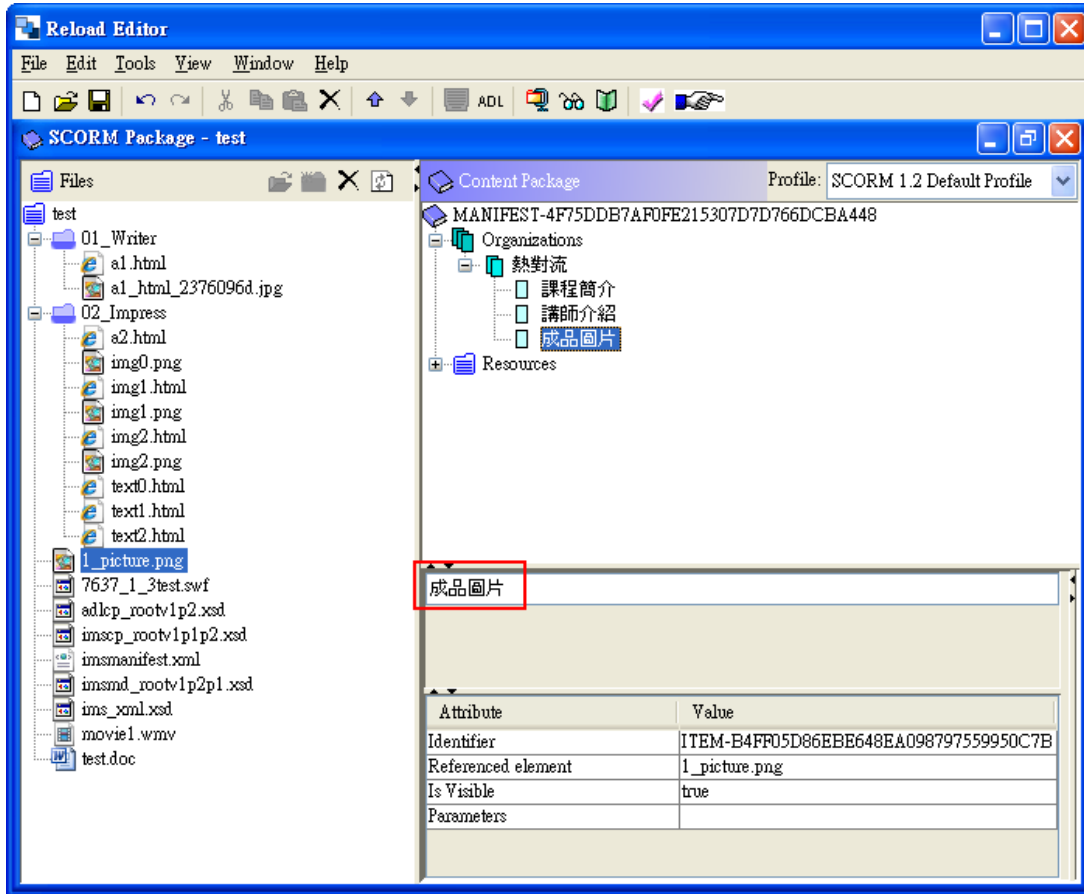 Reload Editor
File Edit Tools View Window Help
ADL
SCORM Package - test
Files
test
01_Writer
a1.html
a1_html_2376096d.jpg
02_Impress
a2.html
img0.png
img1.html
img1.png
img2.html
img2.png
text0.html
text1.html
text2.html
1_picture.png
7637_1_3test.swf
adlcp_rootv1p2.xsd
imscp_rootv1p1p2.xsd
imsmanifest.xml
imsmd_rootv1p2p1.xsd
ims_xml.xsd
movie1.wmv
test.doc
Content Package Profile: SCORM 1.2 Default Profile
MANIFEST-4F75DDB7AF0FE215307D7D766DCBA448
Organizations
熱對流
課程簡介
講師介紹
成品圖片
Resources
成品圖片
Attribute Value
Identifier ITEM-B4FF05D86EBE648EA098797559950C7B
Referenced element 1_picture.png
Is Visible true
Parameters